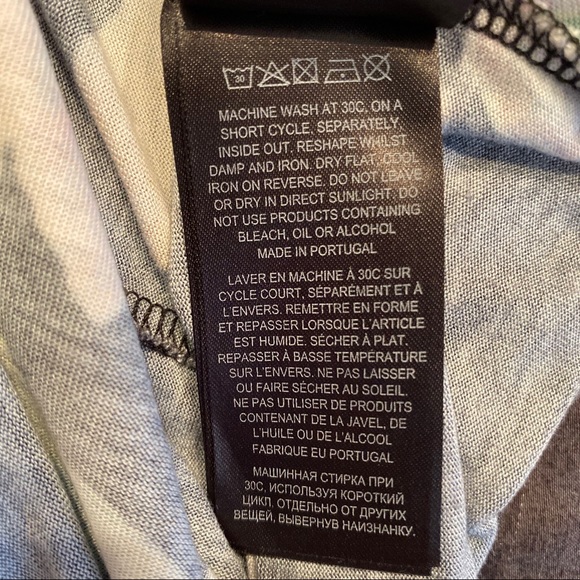 30
MACHINE WASH AT 30C, ON A
SHORT CYCLE, SEPARATELY,
INSIDE OUT. RESHAPE WHILST
DAMP AND IRON. DRY FLAT. COOL
IRON ON REVERSE. DO NOT LEAVE
OR DRY IN DIRECT SUNLIGHT. DO
NOT USE PRODUCTS CONTAINING
BLEACH, OIL OR ALCOHOL
MADE IN PORTUGAL
LAVER EN MACHINE À 30C SUR
CYCLE COURT, SÉPARÉMENT ET À
L'ENVERS. REMETTRE EN FORME
ET REPASSER LORSQUE L'ARTICLE
EST HUMIDE. SÉCHER À PLAT.
REPASSER À BASSE TEMPÉRATURE
SUR L'ENVERS. NE PAS LAISSER
OU FAIRE SÉCHER AU SOLEIL.
NE PAS UTILISER DE PRODUITS
CONTENANT DE LA JAVEL, DE
L'HUILE OU DE L'ALCOOL
FABRIQUE EU PORTUGAL
МАШИННАЯ СТИРКА ПРИ
30C, ИСПОЛЬЗУЯ КОРОТКИЙ
ЦИКЛ, ОТДЕЛЬНО ОТ ДРУГИХ
ВЕЩЕЙ, ВЫВЕРНУВ НАИЗНАНКУ.